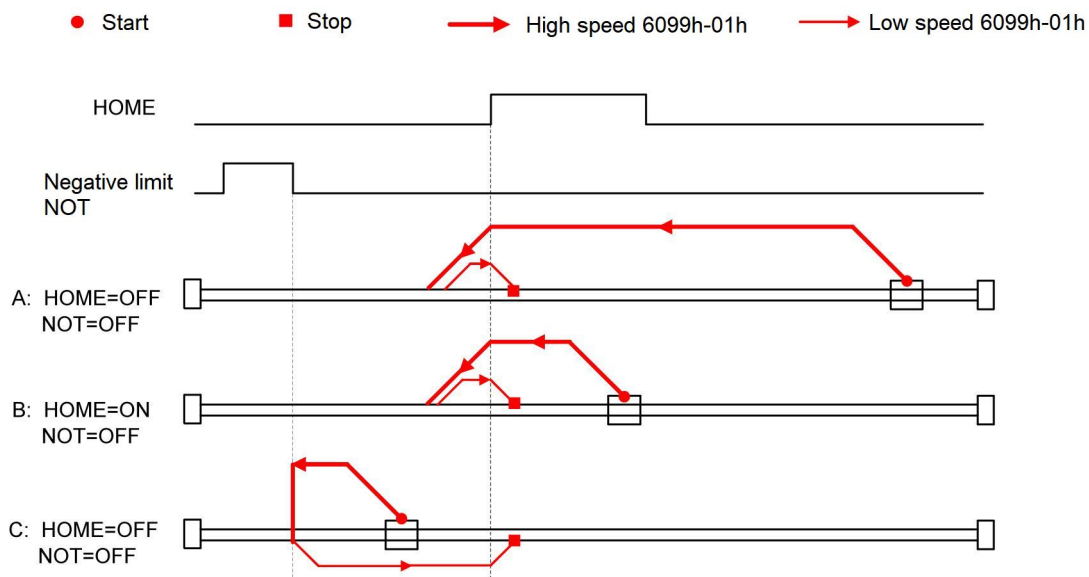 Start Stop High speed 6099h-01h Low speed 6099h-01h
HOME
Negative limit
NOT
A: HOME=OFF
NOT=OFF
B: HOME=ON
NOT=OFF
C: HOME=OFF
NOT=OFF